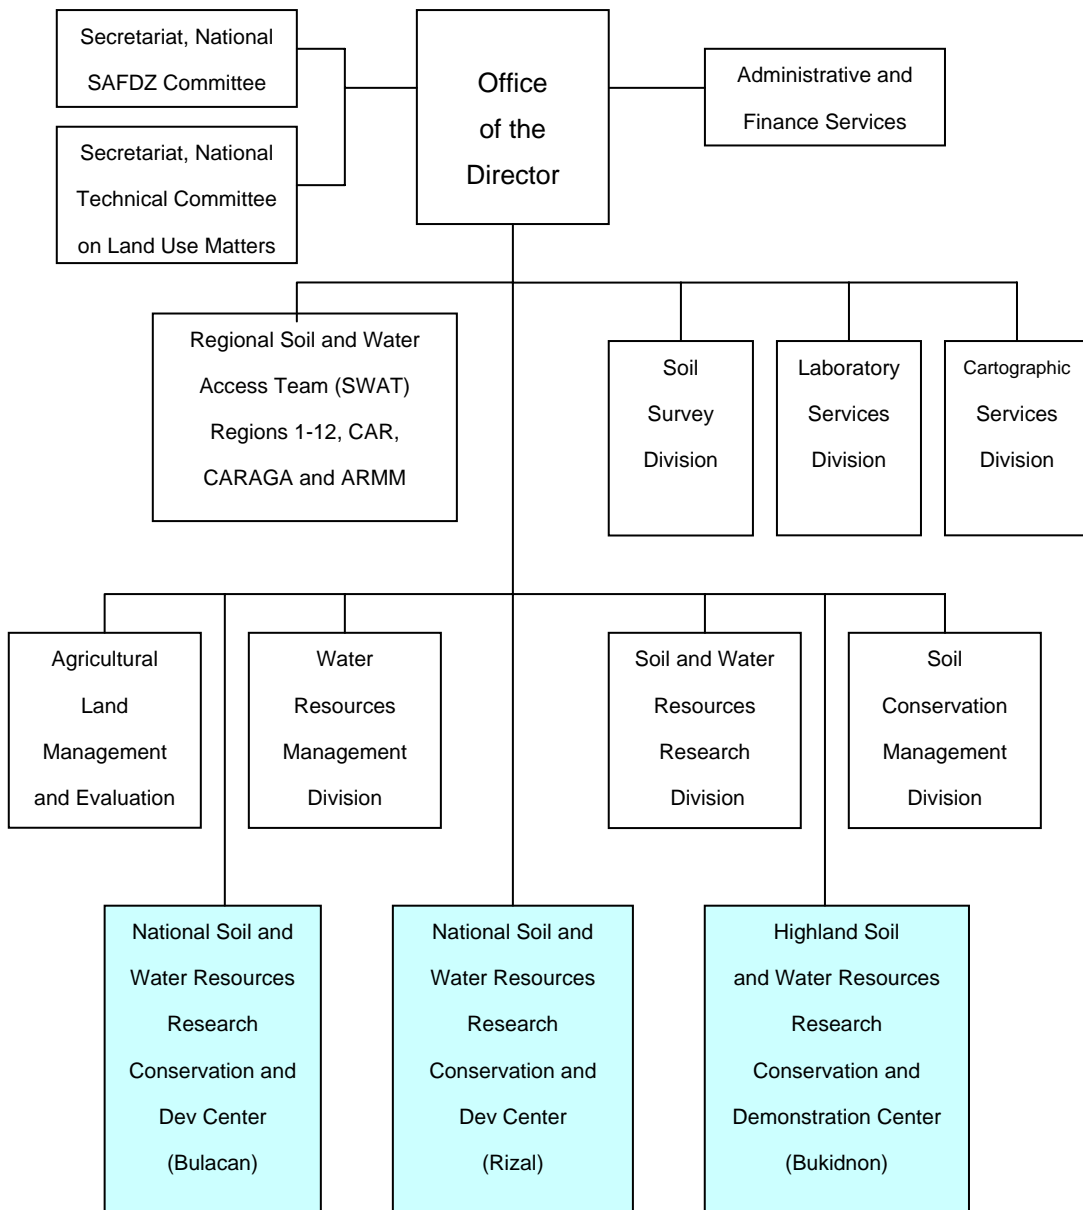 Secretariat, National
SAFDZ Committee
Office
of the
Director
Administrative and
Finance Services
Secretariat, National
Technical Committee
on Land Use Matters
Regional Soil and Water
Access Team (SWAT)
Regions 1-12, CAR,
CARAGA and ARMM
Soil
Survey
Division
Laboratory
Services
Division
Cartographic
Services
Division
Agricultural
Land
Management
and Evaluation
Water
Resources
Management
Division
Soil and Water
Resources
Research
Division
Soil
Conservation
Management
Division
National Soil and
Water Resources
Research
Conservation and
Dev Center
(Bulacan)
National Soil and
Water Resources
Research
Conservation and
Dev Center
(Rizal)
Highland Soil
and Water Resources
Research
Conservation and
Demonstration Center
(Bukidnon)